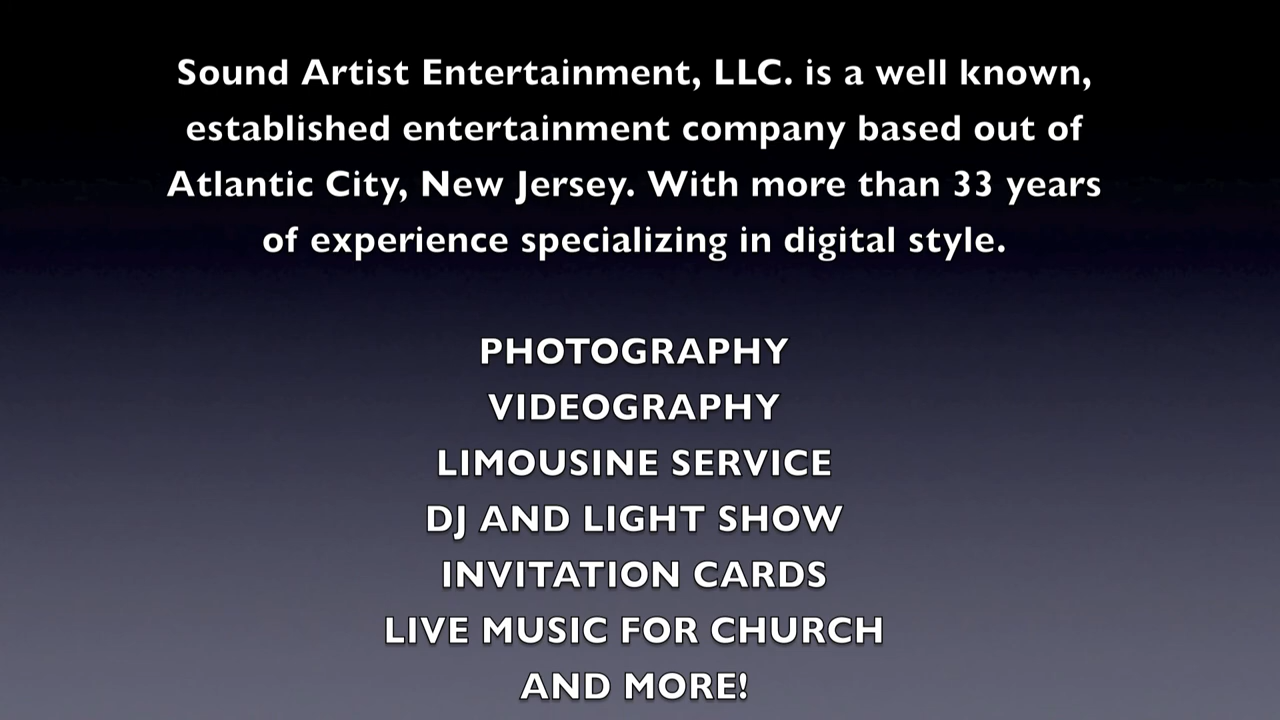 Sound Artist Entertainment, LLC. is a well known,
established entertainment company based out of
Atlantic City, New Jersey. With more than 33 years
of experience specializing in digital style.
PHOTOGRAPHY
VIDEOGRAPHY
LIMOUSINE SERVICE
DJ AND LIGHT SHOW
INVITATION CARDS
LIVE MUSIC FOR CHURCH
AND MORE!